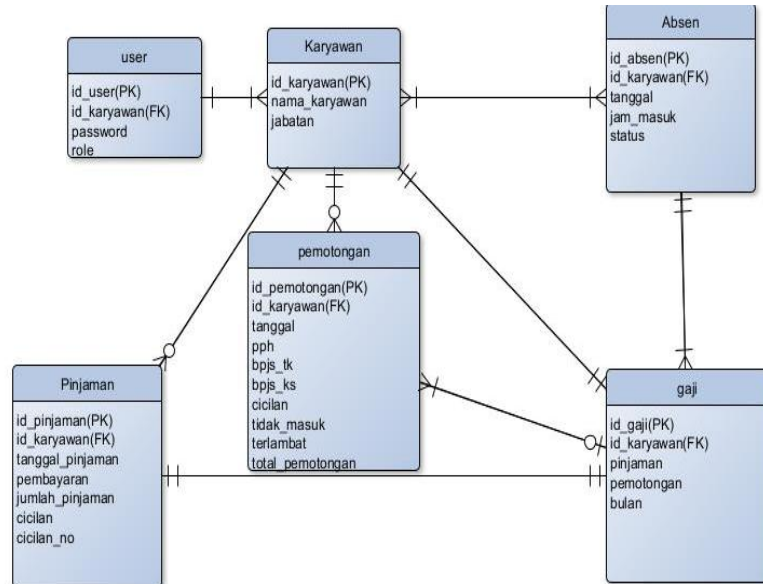 user
id_user(PK)
id_karyawan(FK)
password
role
Karyawan
id_karyawan(PK)
nama_karyawan
jabatan
Absen
id_absen(PK)
id_karyawan(FK)
tanggal
jam_masuk
status
pemotongan
id_pemotongan(PK)
id_karyawan(FK)
tanggal
pph
bpjs_tk
bpjs_ks
cicilan
tidak_masuk
terlambat
total_pemotongan
Pinjaman
id_pinjaman(PK)
id_karyawan(FK)
tanggal_pinjaman
pembayaran
jumlah_pinjaman
cicilan
cicilan_no
gaji
id_gaji(PK)
id_karyawan(FK)
pinjaman
pemotongan
bulan